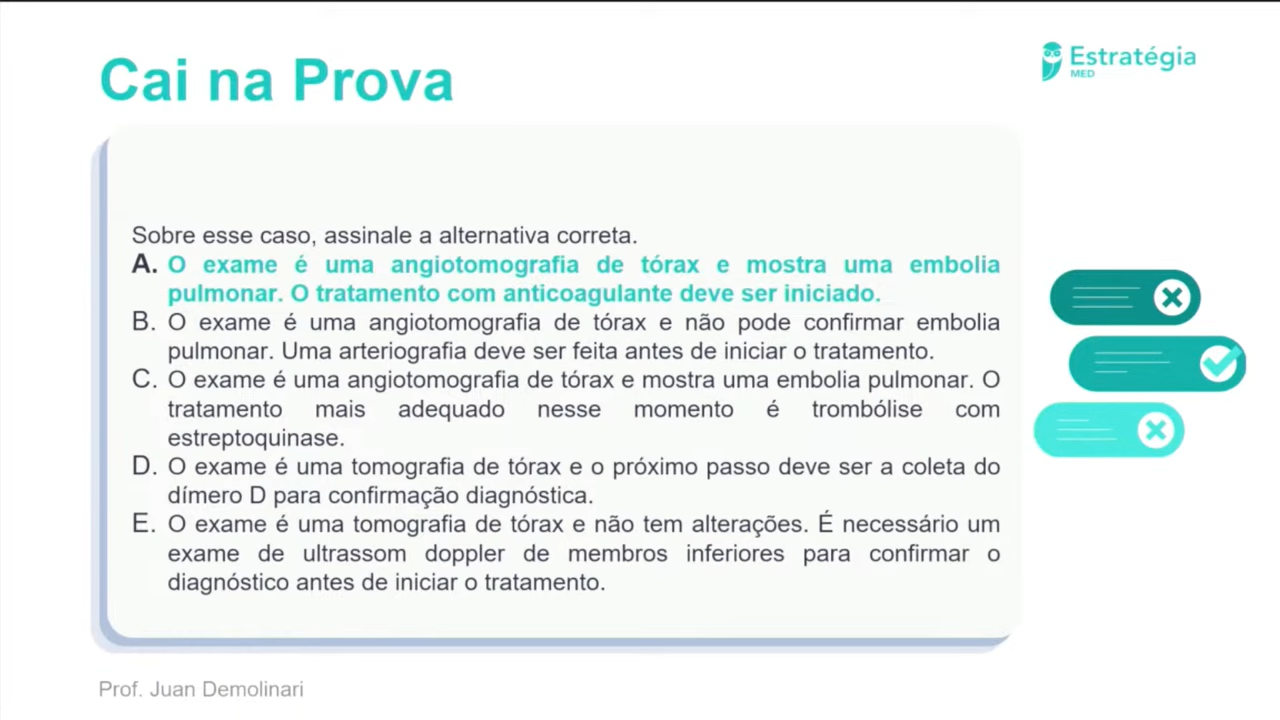 Cai na Prova
Estratégia
MED
Sobre esse caso, assinale a alternativa correta.
A. O exame é uma angiotomografia de tórax e mostra uma embolia
pulmonar. O tratamento com anticoagulante deve ser iniciado.
B. O exame é uma angiotomografia de tórax e não pode confirmar embolia
pulmonar. Uma arteriografia deve ser feita antes de iniciar o tratamento.
C. O exame é uma angiotomografia de tórax e mostra uma embolia pulmonar. O
tratamento mais adequado nesse momento é trombólise com
estreptoquinase.
D. O exame é uma tomografia de tórax e o próximo passo deve ser a coleta do
dímero D para confirmação diagnóstica.
E. O exame é uma tomografia de tórax e não tem alterações. É necessário um
exame de ultrassom doppler de membros inferiores para confirmar o
diagnóstico antes de iniciar o tratamento.
Prof. Juan Demolinari